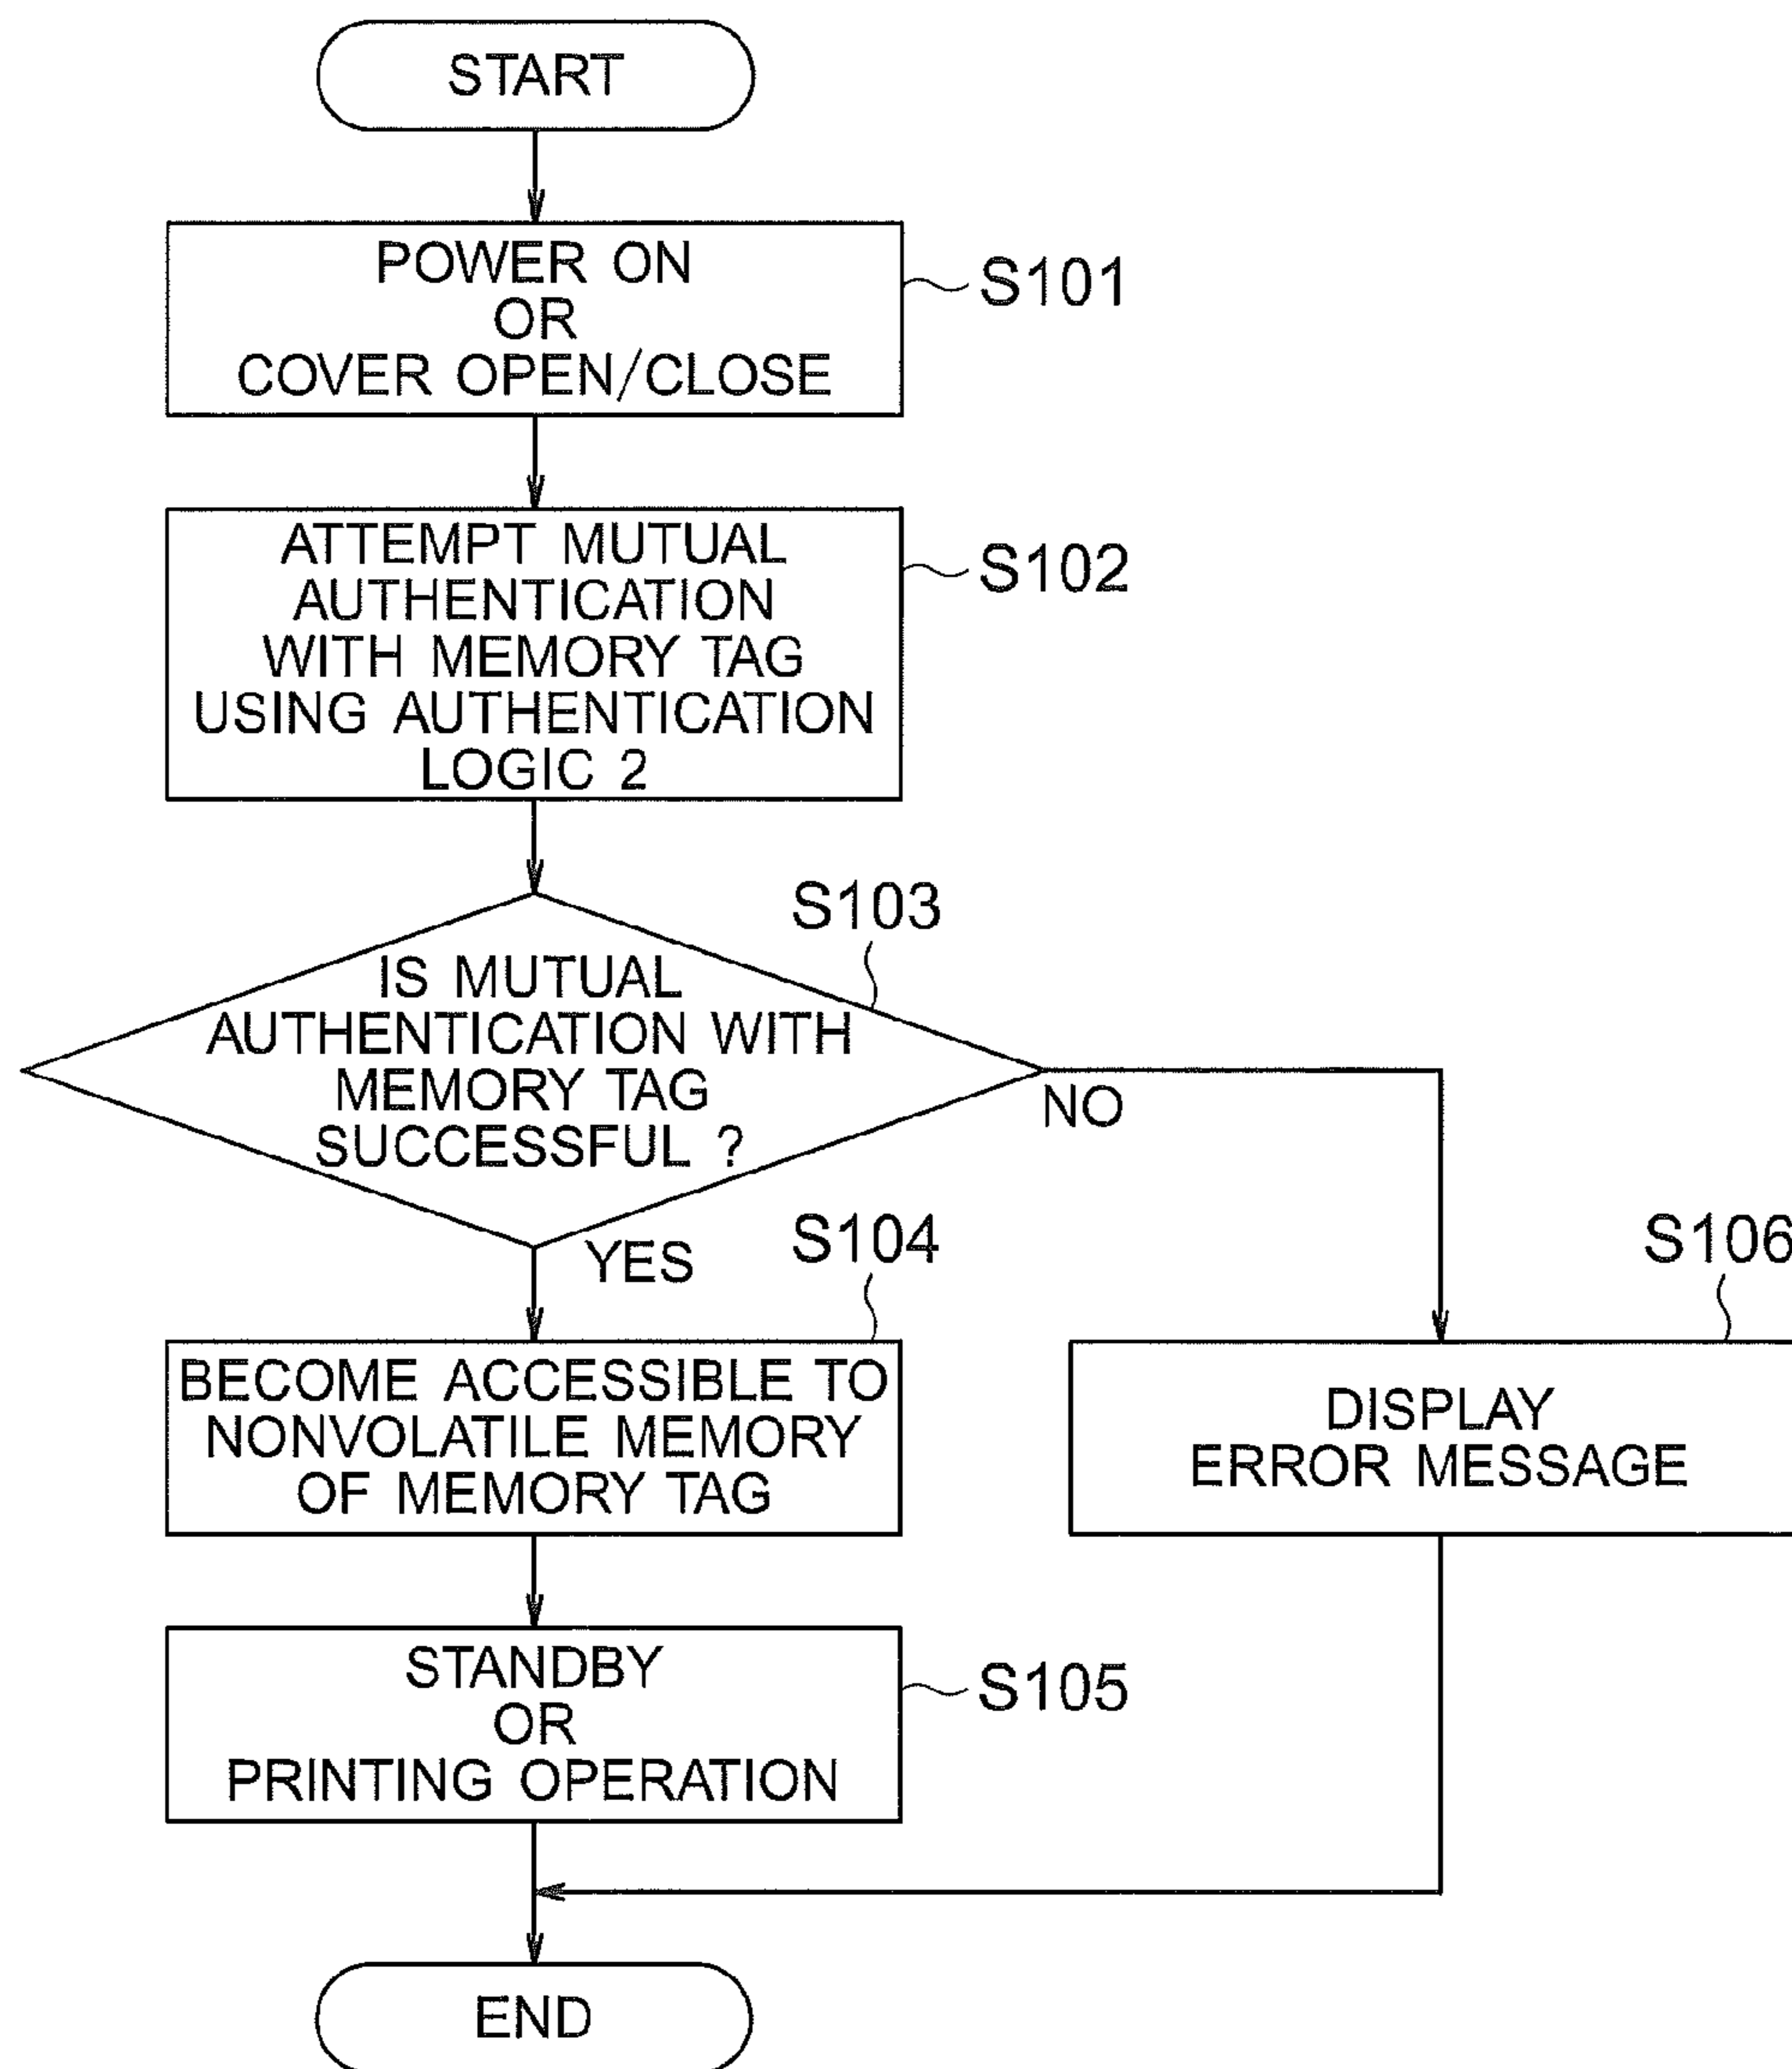 START
POWER ON
OR
COVER OPEN/CLOSE
S101
ATTEMPT MUTUAL
AUTHENTICATION
WITH MEMORY TAG
USING AUTHENTICATION
LOGIC 2
S102
S103
IS MUTUAL
AUTHENTICATION WITH
MEMORY TAG
SUCCESSFUL ?
NO
YES
S104
BECOME ACCESSIBLE TO
NONVOLATILE MEMORY
OF MEMORY TAG
S106
DISPLAY
ERROR MESSAGE
STANDBY
OR
PRINTING OPERATION
S105
END